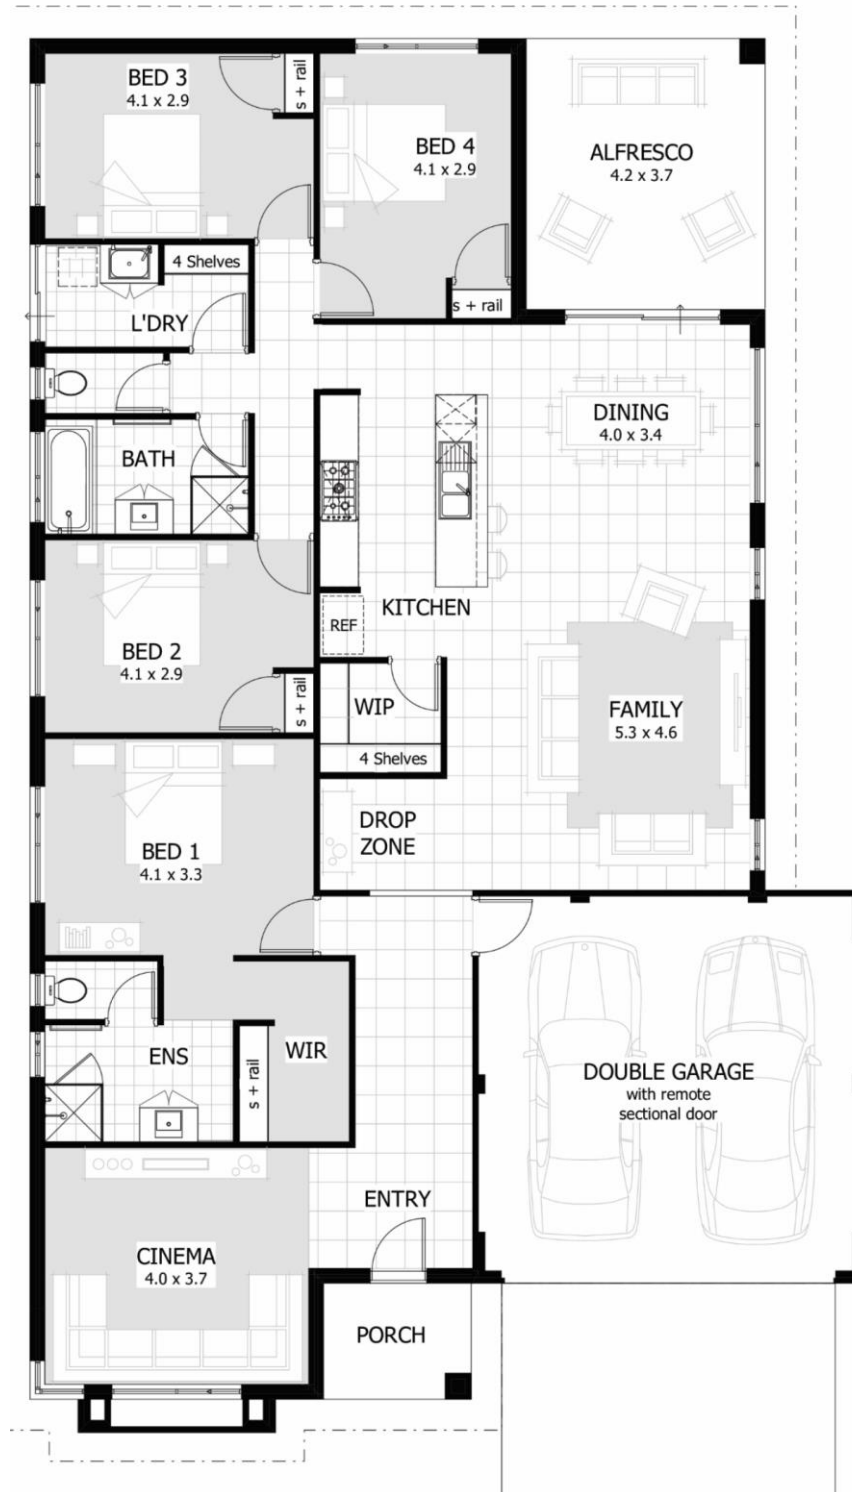 BED 3
4.1 x 2.9
s + rail
BED 4
4.1 x 2.9
s + rail
ALFRESCO
4.2 x 3.7
4 Shelves
L'DRY
BATH
DINING
4.0 x 3.4
KITCHEN
REF
BED 2
4.1 x 2.9
s + rail
WIP
4 Shelves
FAMILY
5.3 x 4.6
DROP
ZONE
BED 1
4.1 x 3.3
ENS
WIR
s + rail
DOUBLE GARAGE
with remote
sectional door
ENTRY
CINEMA
4.0 x 3.7
PORCH